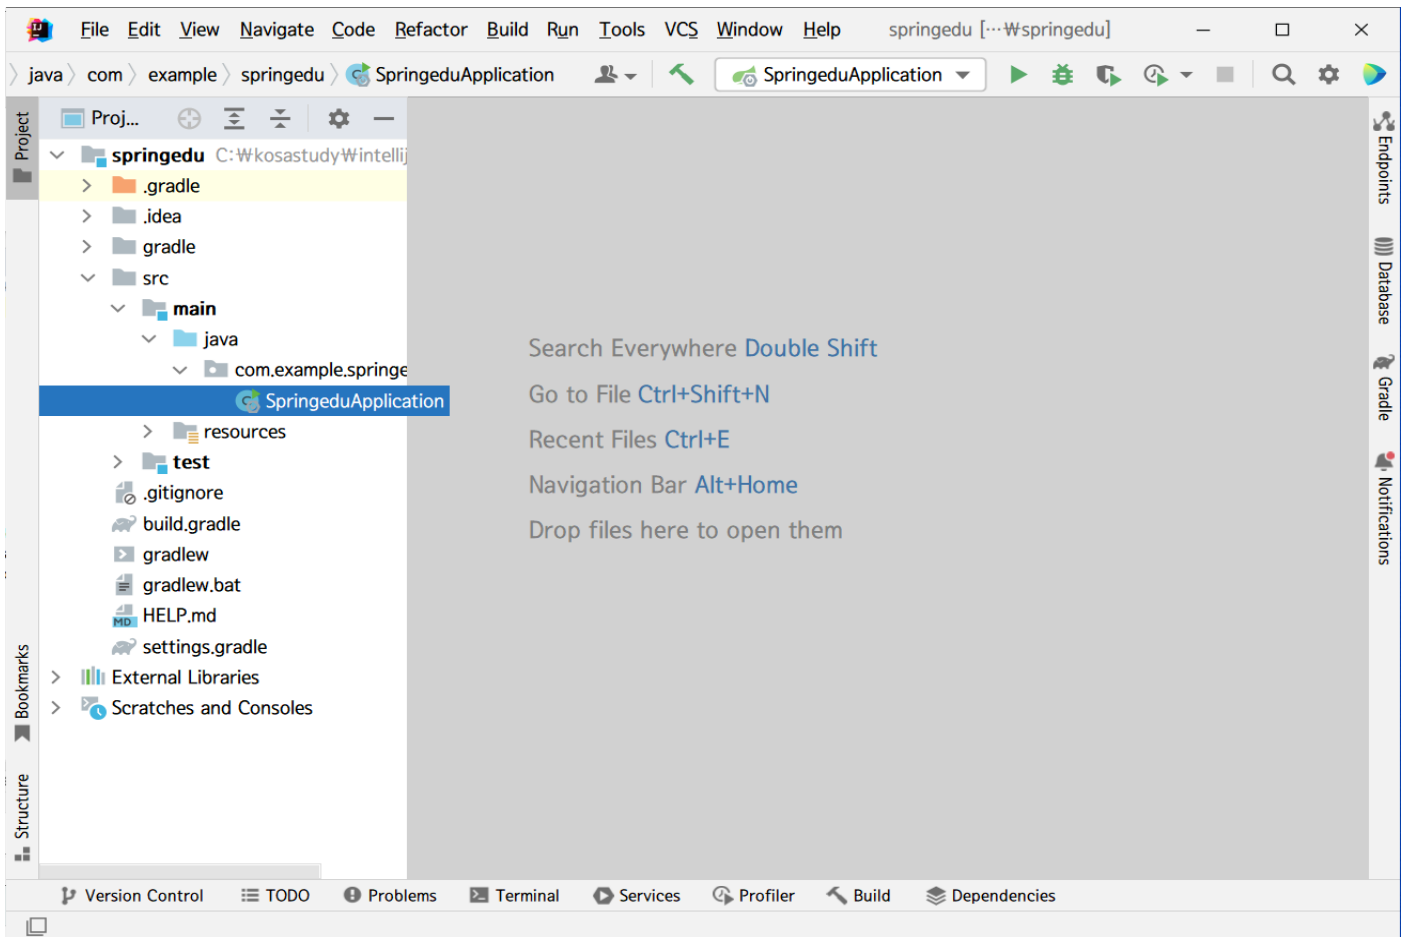 File Edit View Navigate Code Refactor Build Run Tools VCS Window Help springedu […₩springedu]
java com example springedu SpringeduApplication SpringeduApplication
Project
Proj...
springedu C:₩kosastudy₩intellij
.gradle
.idea
gradle
src
main
java
com.example.springe
SpringeduApplication
resources
test
.gitignore
build.gradle
gradlew
gradlew.bat
HELP.md
settings.gradle
External Libraries
Scratches and Consoles
Bookmarks
Structure
Search Everywhere Double Shift
Go to File Ctrl+Shift+N
Recent Files Ctrl+E
Navigation Bar Alt+Home
Drop files here to open them
Endpoints
Database
Gradle
Notifications
Version Control TODO Problems Terminal Services Profiler Build Dependencies